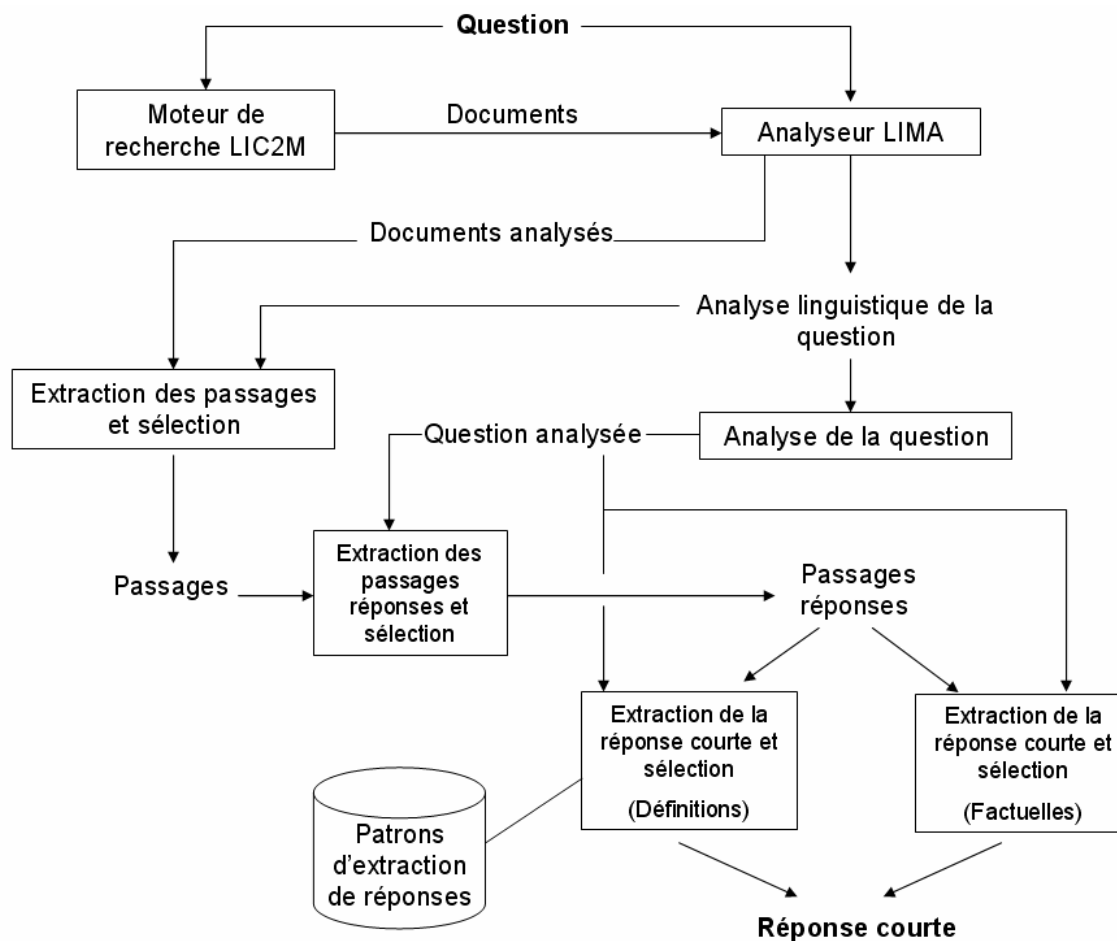 Question
Moteur de
recherche LIC2M
Documents
Analyseur LIMA
Documents analysés
Analyse linguistique de la
question
Extraction des passages
et sélection
Question analysée
Analyse de la question
Extraction des
passages
réponses et
sélection
Passages
Passages
réponses
Extraction de la
réponse courte et
sélection
(Définitions)
Extraction de la
réponse courte et
sélection
(Factuelles)
Patrons
d'extraction
de réponses
Réponse courte